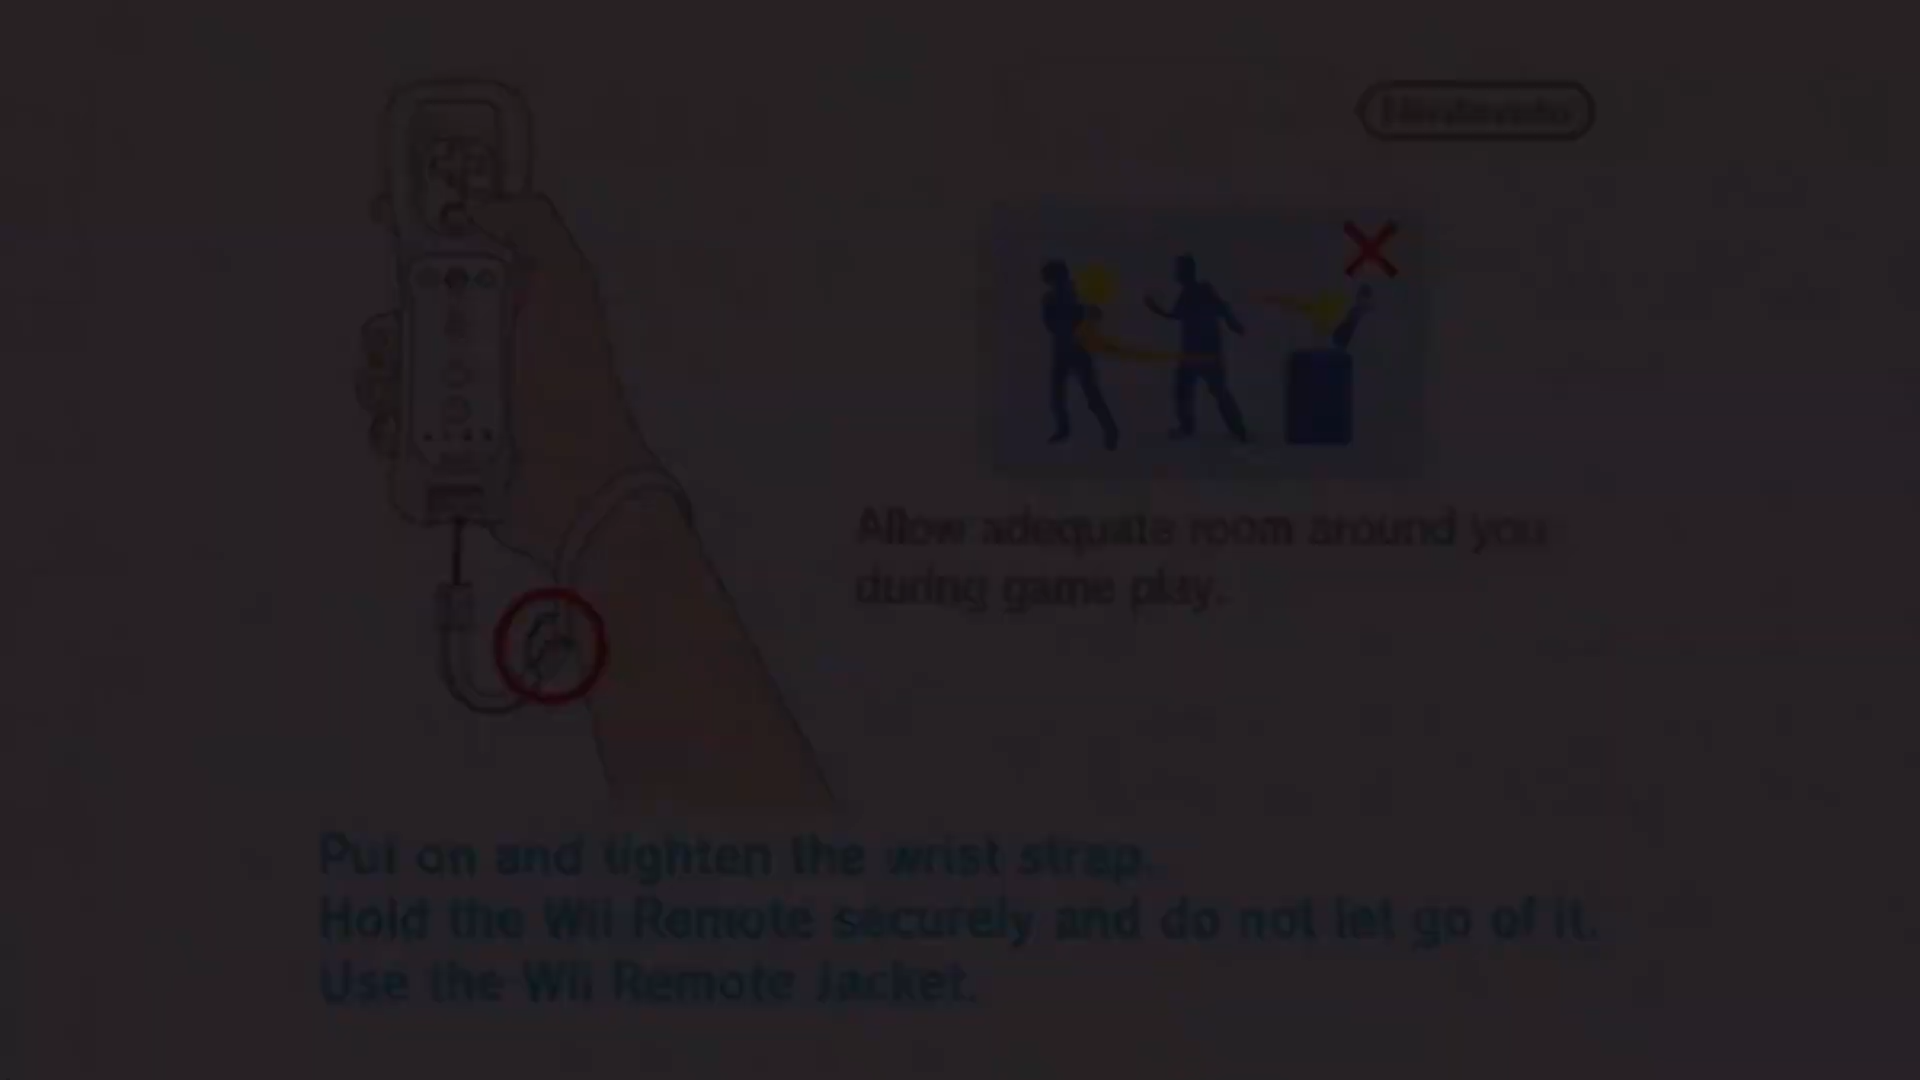 Nintendo
Allow adequate room around you
during game play.
Put on and tighten the wrist strap.
Hold the Wii Remote securely and do not let go of it.
Use the Wii Remote Jacket.